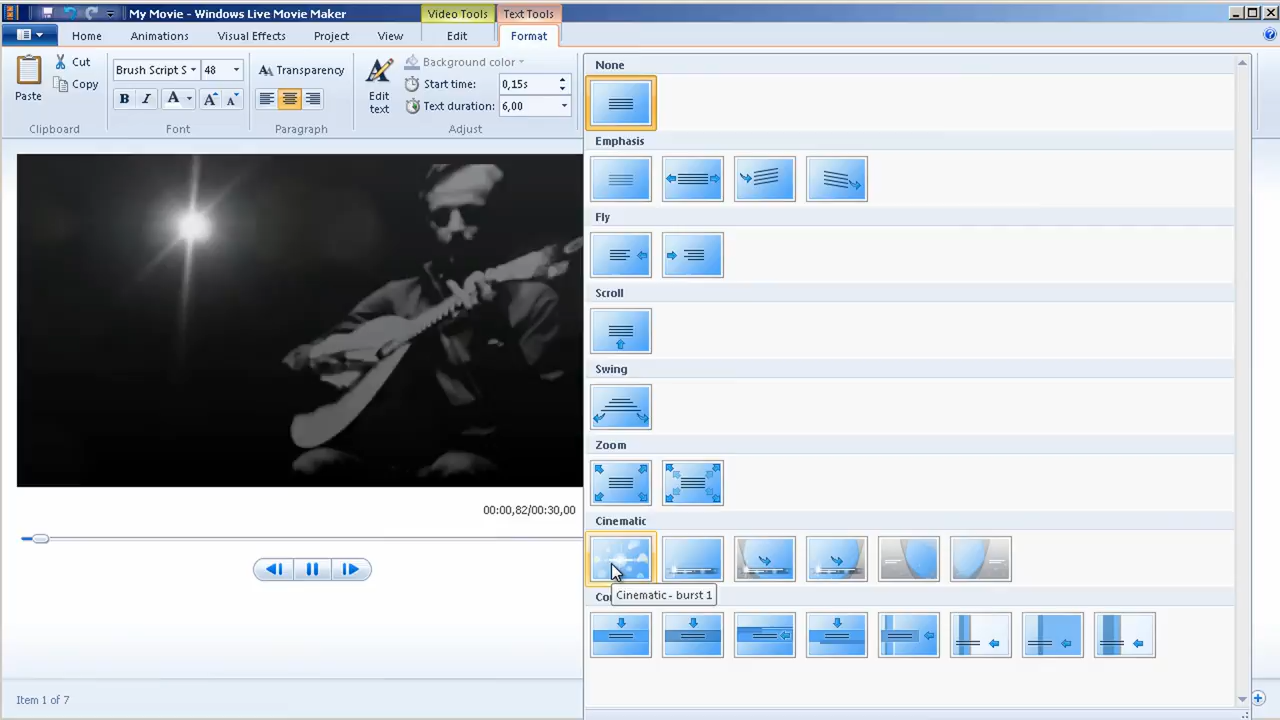 My Movie - Windows Live Movie Maker
Video Tools
Text Tools
Home
Animations
Visual Effects
Project
View
Edit
Format
Paste
Cut
Copy
Clipboard
Brush Script S
48
B I A A A
Font
Transparency
Paragraph
Edit text
Background color
Start time: 0,15s
Text duration: 6,00
Adjust
None
Emphasis
Fly
Scroll
Swing
Zoom
Cinematic
Cinematic - burst 1
00:00,82/00:30,00
Item 1 of 7